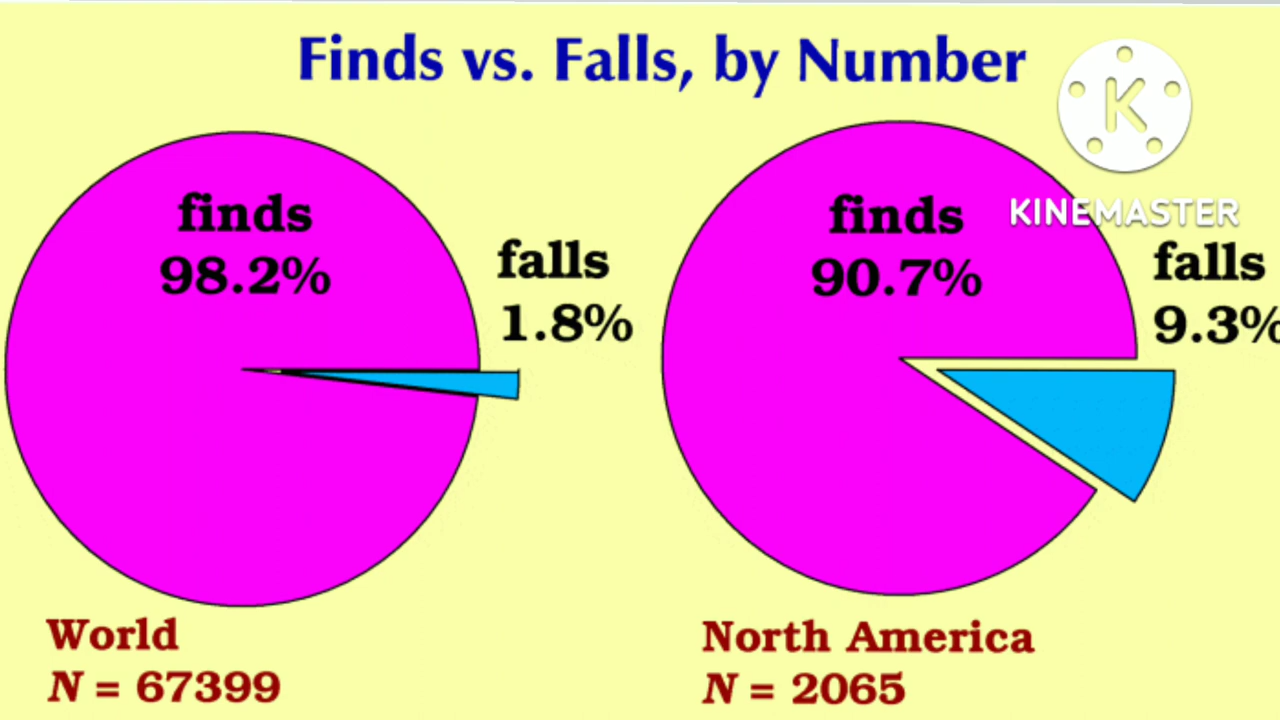 Finds vs. Falls, by Number
K
KINEMASTER
finds
98.2%
falls
1.8%
World
N = 67399
finds
90.7%
falls
9.3%
North America
N = 2065